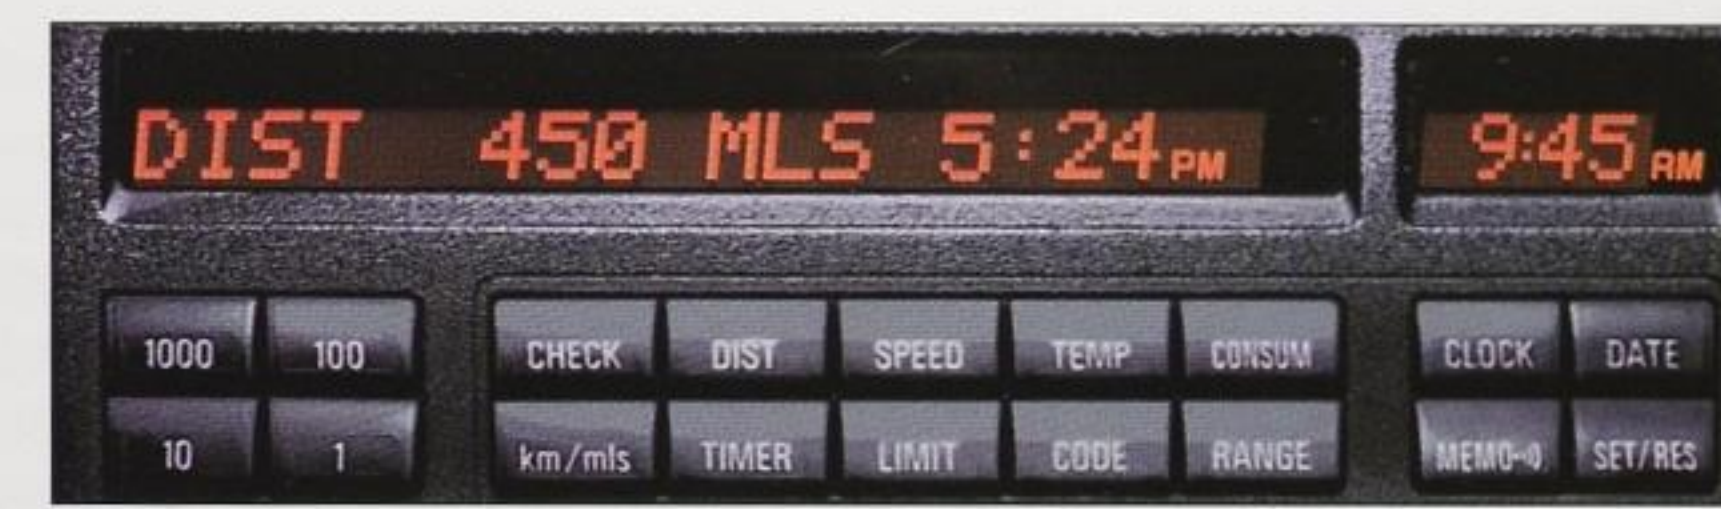 DIST 450 MLS 5:24 PM 9:45 AM
1000 100 CHECK DIST SPEED TEMP CONSUM CLOCK DATE
10 1 km/mls TIMER LIMIT CODE RANGE MEMO SET/RES